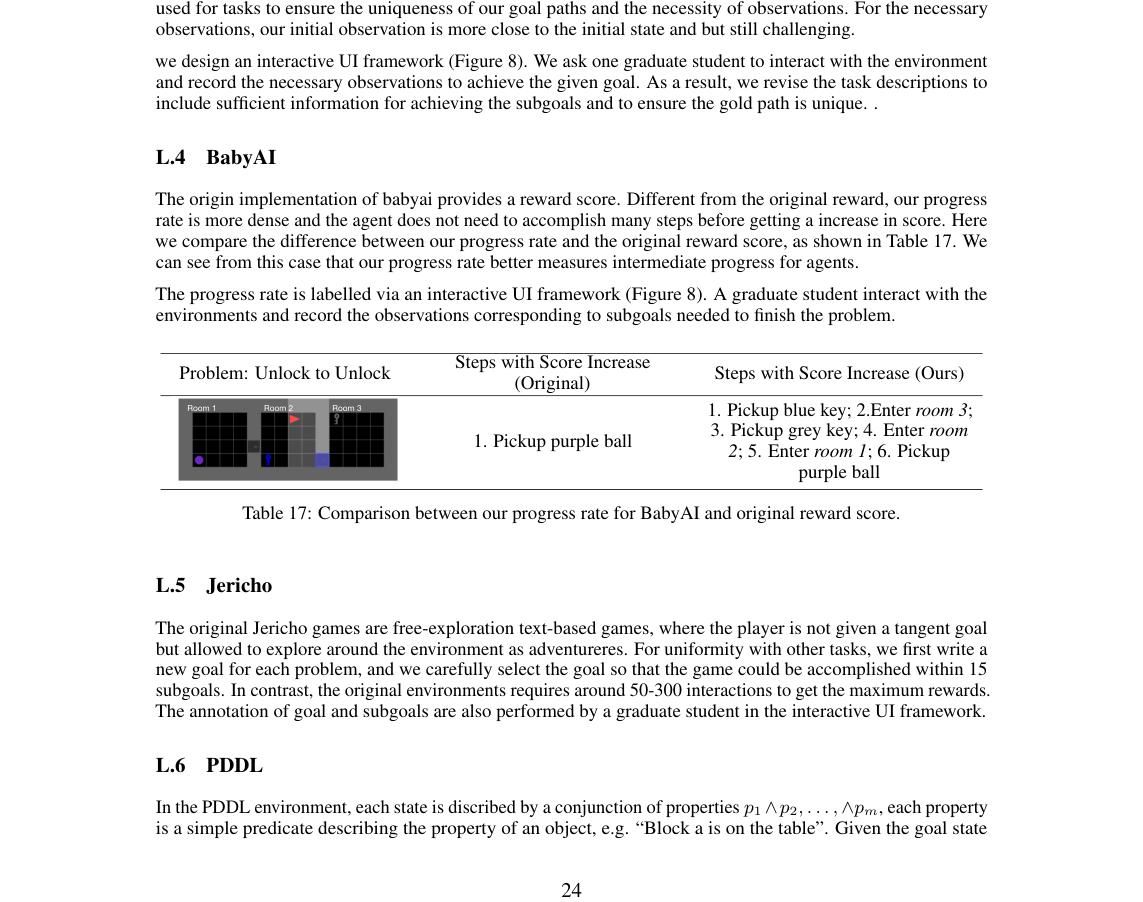 used for tasks to ensure the uniqueness of our goal paths and the necessity of observations. For the necessary
observations, our initial observation is more close to the initial state and but still challenging.
we design an interactive UI framework (Figure 8). We ask one graduate student to interact with the environment
and record the necessary observations to achieve the given goal. As a result, we revise the task descriptions to
include sufficient information for achieving the subgoals and to ensure the gold path is unique. .
L.4 BabyAI
The origin implementation of babyai provides a reward score. Different from the original reward, our progress
rate is more dense and the agent does not need to accomplish many steps before getting a increase in score. Here
we compare the difference between our progress rate and the original reward score, as shown in Table 17. We
can see from this case that our progress rate better measures intermediate progress for agents.
The progress rate is labelled via an interactive UI framework (Figure 8). A graduate student interact with the
environments and record the observations corresponding to subgoals needed to finish the problem.
Problem: Unlock to Unlock
Steps with Score Increase
(Original)
Steps with Score Increase (Ours)
Room 1 Room 2 Room 3
1. Pickup purple ball
1. Pickup blue key; 2.Enter room 3;
3. Pickup grey key; 4. Enter room
2; 5. Enter room 1; 6. Pickup
purple ball
Table 17: Comparison between our progress rate for BabyAI and original reward score.
L.5 Jericho
The original Jericho games are free-exploration text-based games, where the player is not given a tangent goal
but allowed to explore around the environment as adventureres. For uniformity with other tasks, we first write a
new goal for each problem, and we carefully select the goal so that the game could be accomplished within 15
subgoals. In contrast, the original environments requires around 50-300 interactions to get the maximum rewards.
The annotation of goal and subgoals are also performed by a graduate student in the interactive UI framework.
L.6 PDDL
In the PDDL environment, each state is discribed by a conjunction of properties p₁ ∧ p₂, . . . , ∧pₘ, each property
is a simple predicate describing the property of an object, e.g. “Block a is on the table”. Given the goal state
24